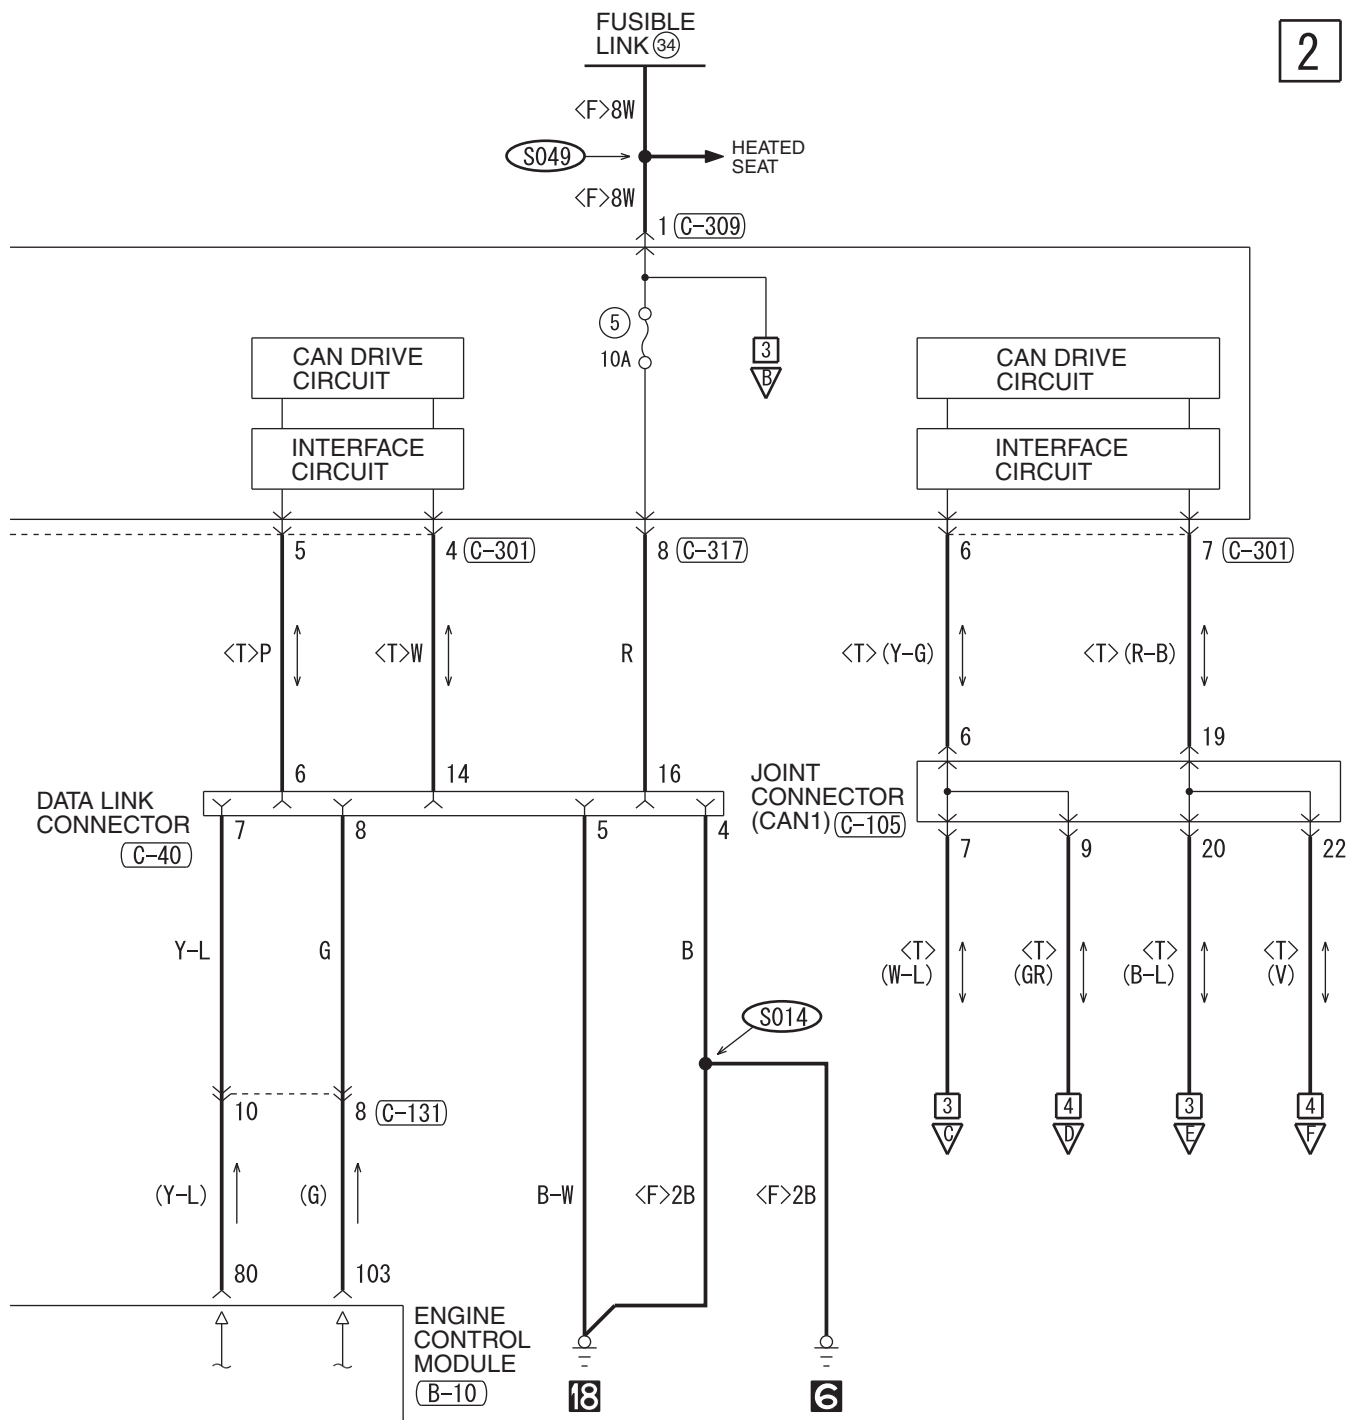 2
FUSIBLE
LINK 34
<F>8W
S049
HEATED
SEAT
<F>8W
1 C-309
5
10A
3
B
CAN DRIVE
CIRCUIT
CAN DRIVE
CIRCUIT
INTERFACE
CIRCUIT
INTERFACE
CIRCUIT
5 4 C-301 8 C-317 6 7 C-301
<T>P <T>W R <T>(Y-G) <T>(R-B)
6 19
6 14 16
DATA LINK
CONNECTOR
C-40
JOINT
CONNECTOR
(CAN1) C-105
7 8 5 4
7 9 20 22
Y-L G B
<T>
(W-L)
<T>
(GR)
<T>
(B-L)
<T>
(V)
S014
10 8 C-131
3 4 3 4
C D E F
(Y-L) (G) B-W <F>2B <F>2B
80 103
ENGINE
CONTROL
MODULE
B-10
18 6